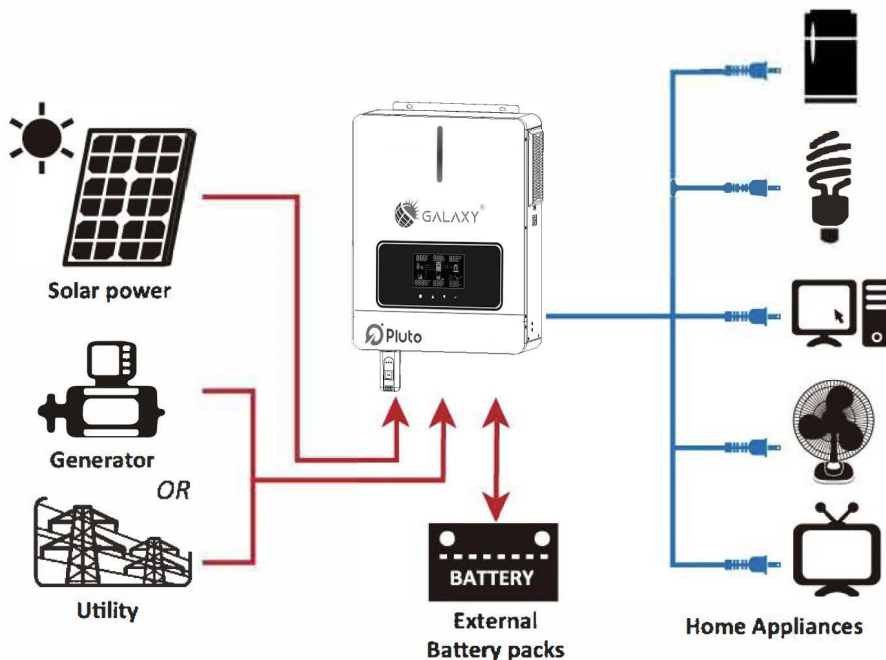 GALAXY®
Pluto
Solar power
Generator
OR
Utility
BATTERY
External
Battery packs
Home Appliances